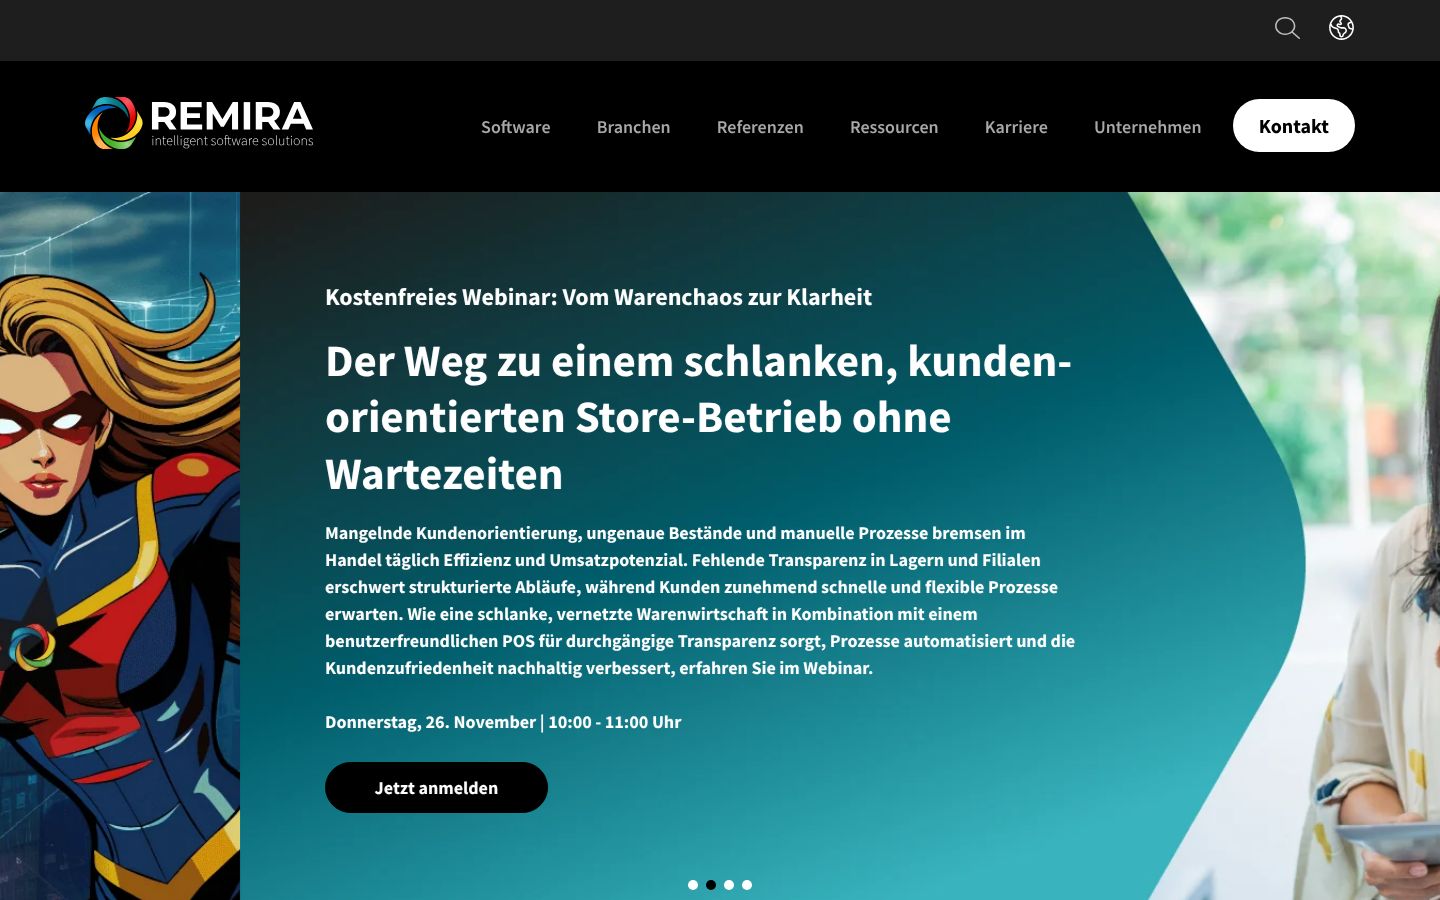 REMIRA
intelligent software solutions
Software
Branchen
Referenzen
Ressourcen
Karriere
Unternehmen
Kontakt
Kostenfreies Webinar: Vom Warenchaos zur Klarheit
Der Weg zu einem schlanken, kunden-
orientierten Store-Betrieb ohne
Wartezeiten
Mangelnde Kundenorientierung, ungenaue Bestände und manuelle Prozesse bremsen im
Handel täglich Effizienz und Umsatzpotenzial. Fehlende Transparenz in Lagern und Filialen
erschwert strukturierte Abläufe, während Kunden zunehmend schnelle und flexible Prozesse
erwarten. Wie eine schlanke, vernetzte Warenwirtschaft in Kombination mit einem
benutzerfreundlichen POS für durchgängige Transparenz sorgt, Prozesse automatisiert und die
Kundenzufriedenheit nachhaltig verbessert, erfahren Sie im Webinar.
Donnerstag, 26. November | 10:00 - 11:00 Uhr
Jetzt anmelden